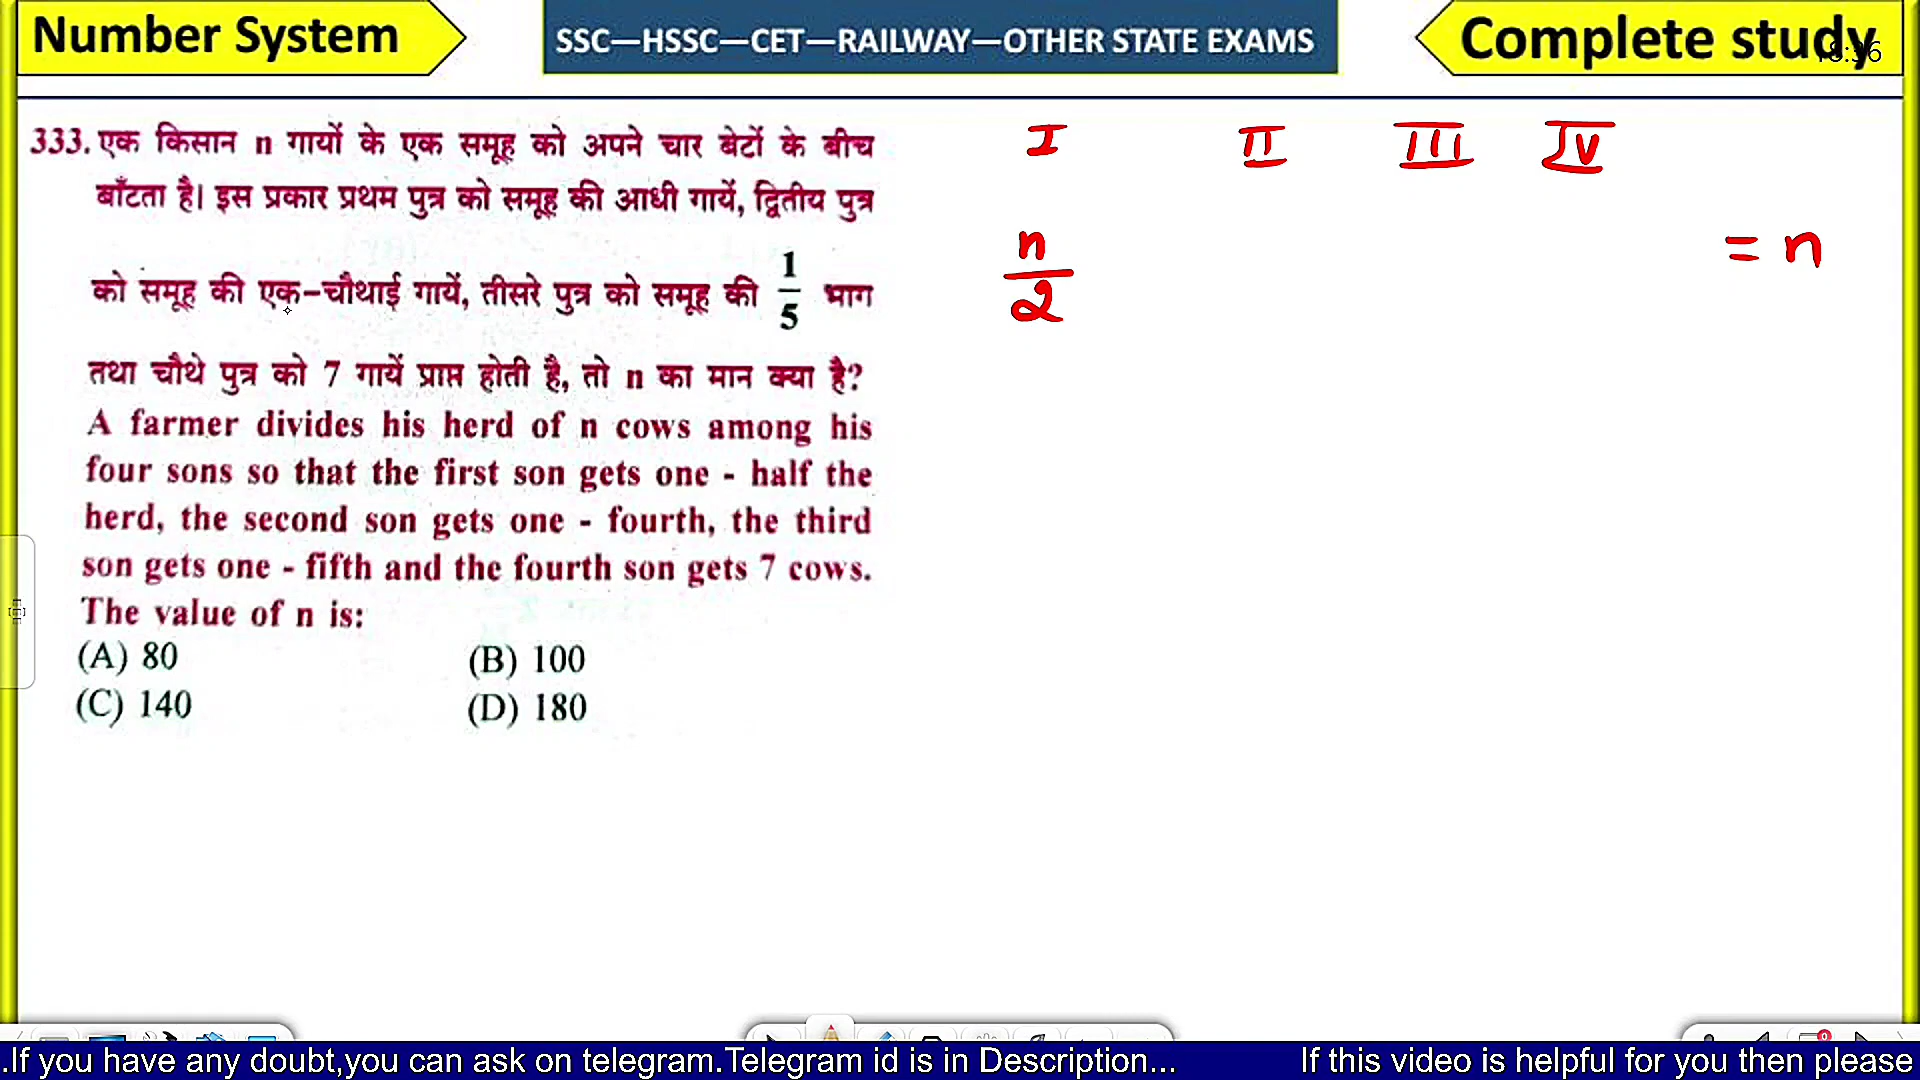 Number System
SSC—HSSC—CET—RAILWAY—OTHER STATE EXAMS
Complete study
333. एक किसान n गायों के एक समूह को अपने चार बेटों के बीच
बाँटता है। इस प्रकार प्रथम पुत्र को समूह की आधी गायें, द्वितीय पुत्र
को समूह की एक-चौथाई गायें, तीसरे पुत्र को समूह की 1/5 भाग
तथा चौथे पुत्र को 7 गायें प्राप्त होती है, तो n का मान क्या है?
A farmer divides his herd of n cows among his
four sons so that the first son gets one - half the
herd, the second son gets one - fourth, the third
son gets one - fifth and the fourth son gets 7 cows.
The value of n is:
(A) 80 (B) 100
(C) 140 (D) 180
I II III IV
n/2 = n
.If you have any doubt,you can ask on telegram.Telegram id is in Description... If this video is helpful for you then please